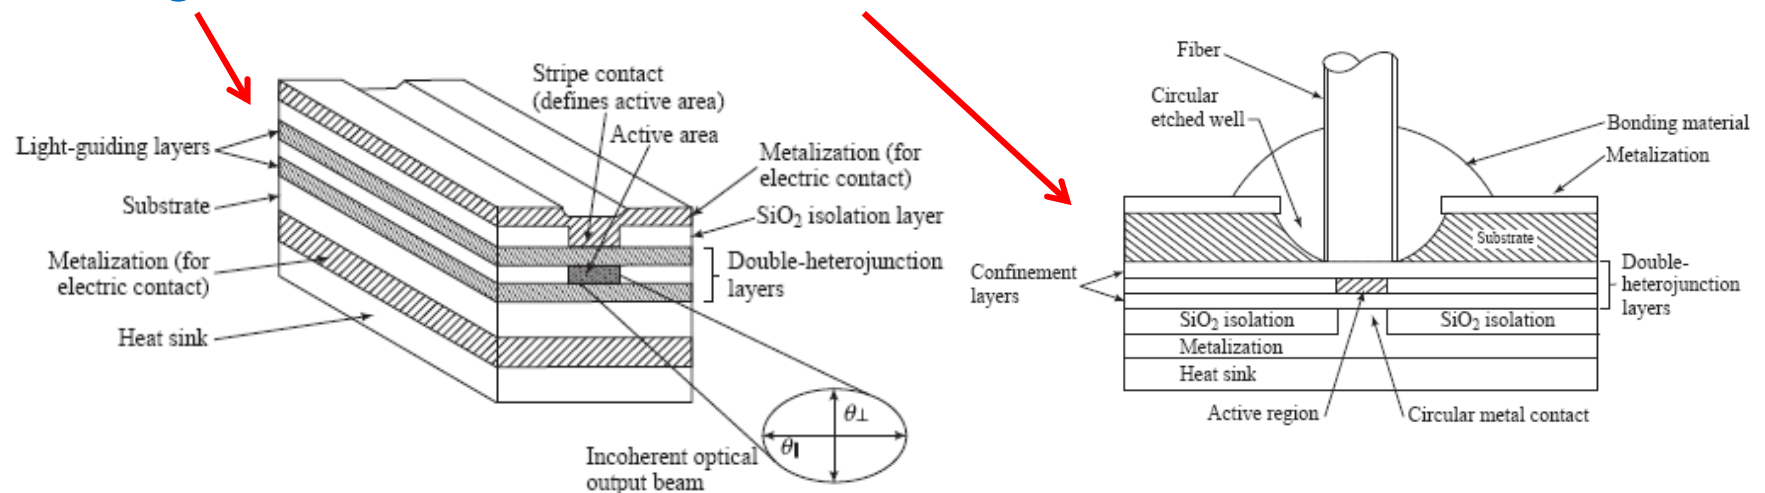 Stripe contact
(defines active area)
Active area
Light-guiding layers
Metalization (for
electric contact)
Substrate
SiO2 isolation layer
Metalization (for
electric contact)
Double-heterojunction
layers
Heat sink
θ⊥
θ∥
Incoherent optical
output beam
Fiber
Circular
etched well
Bonding material
Metalization
Substrate
Confinement
layers
Double-
heterojunction
layers
SiO2 isolation
SiO2 isolation
Metalization
Heat sink
Active region
Circular metal contact